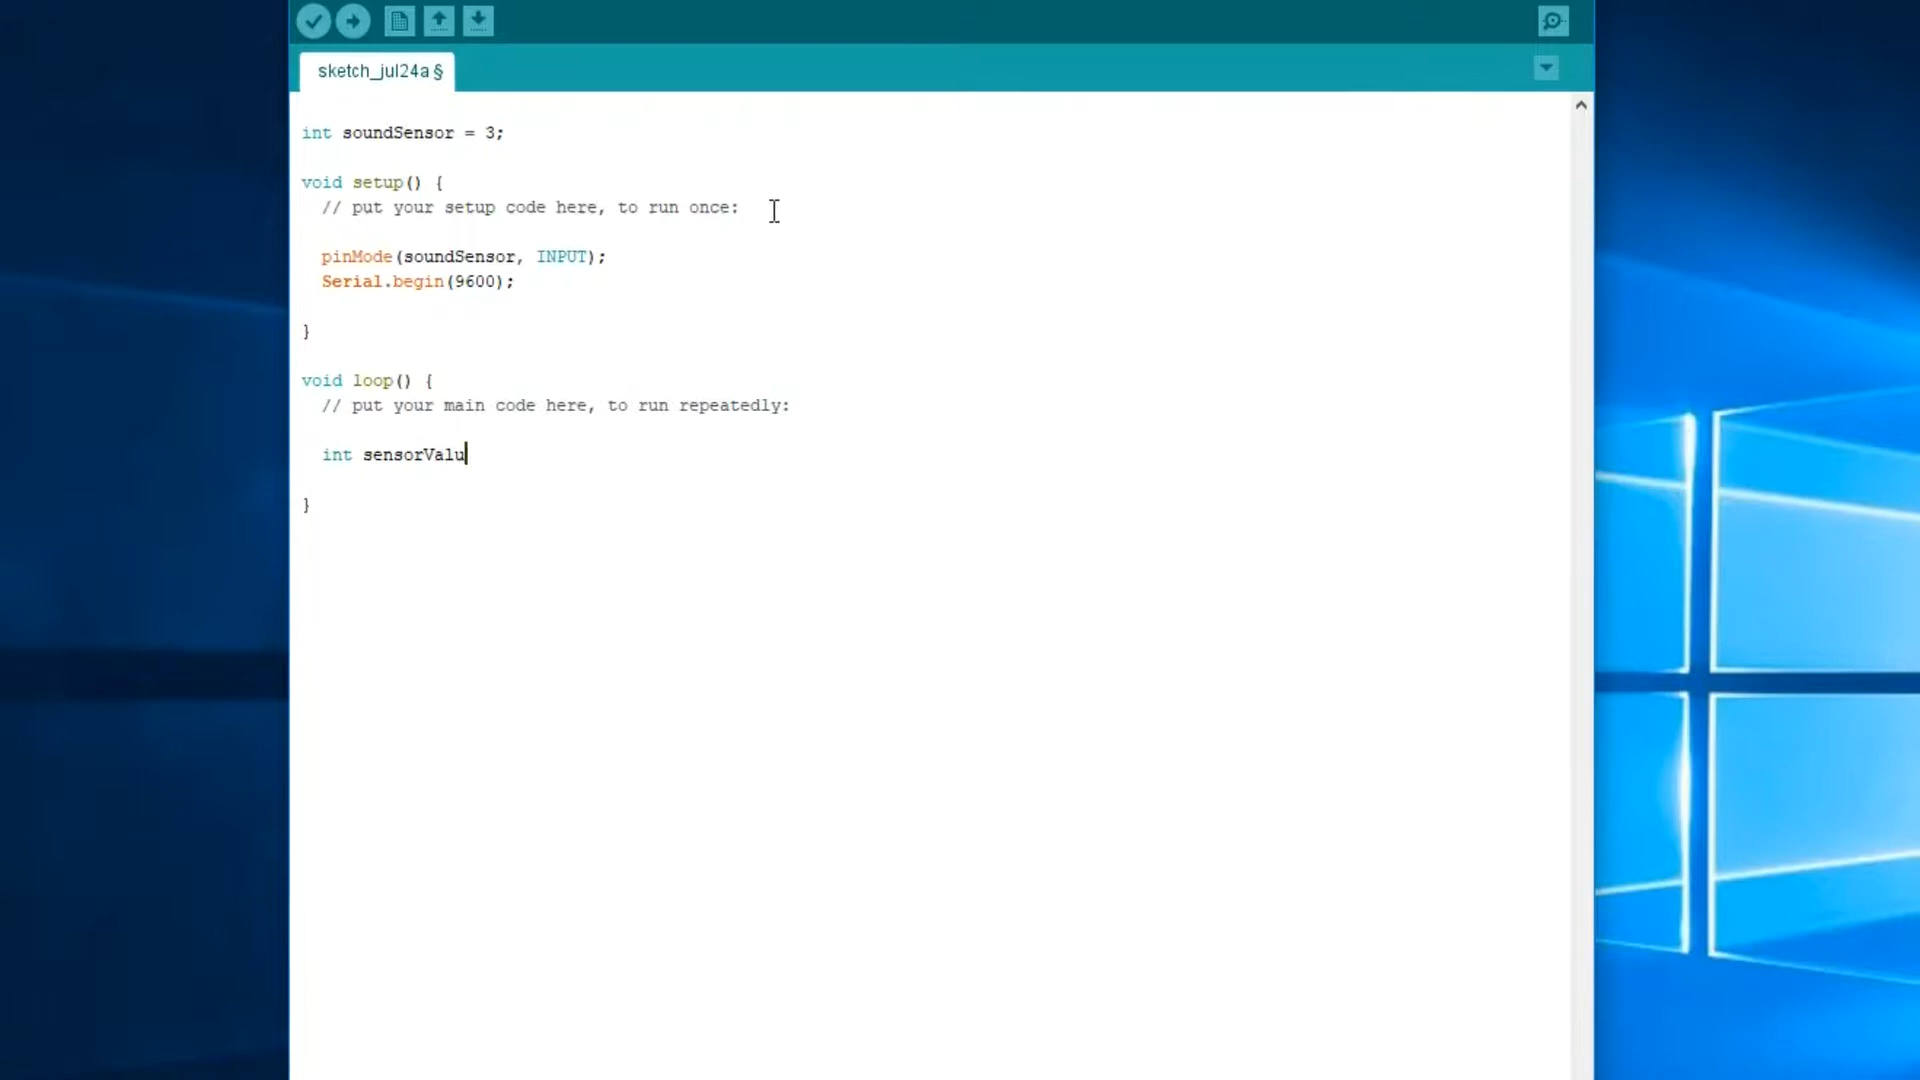 sketch_jul24a §
int soundSensor = 3;
void setup() {
// put your setup code here, to run once:
pinMode(soundSensor, INPUT);
Serial.begin(9600);
}
void loop() {
// put your main code here, to run repeatedly:
int sensorValu
}